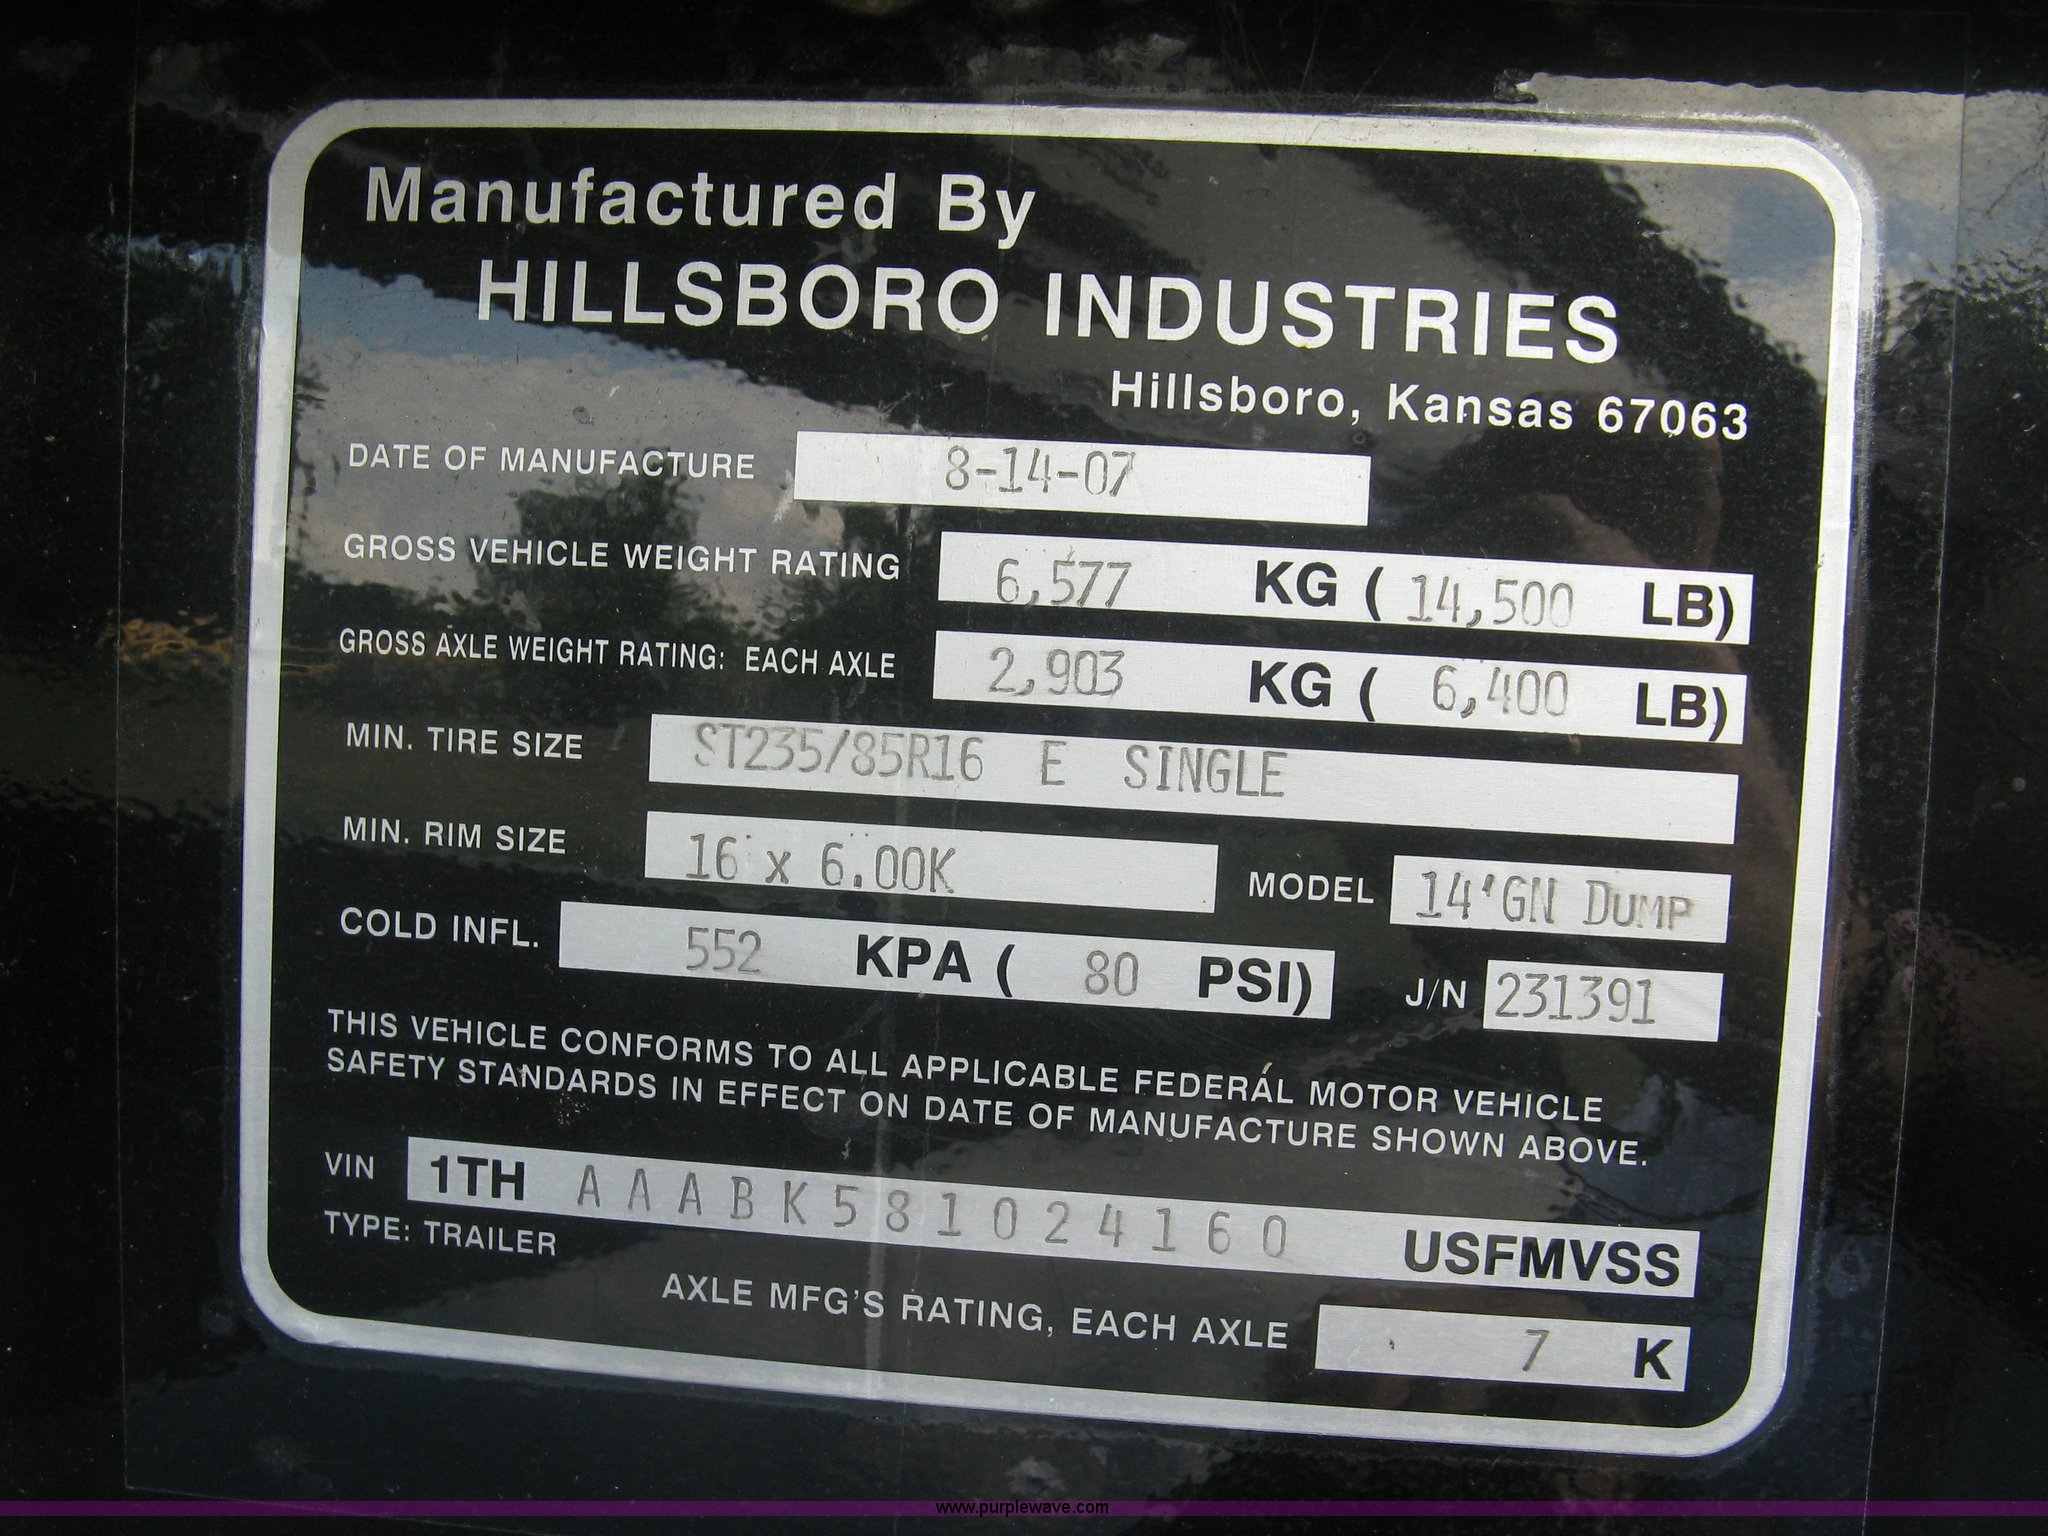 Manufactured By
HILLSBORO INDUSTRIES
Hillsboro, Kansas 67063
DATE OF MANUFACTURE 8-14-07
GROSS VEHICLE WEIGHT RATING 6,577 KG ( 14,500 LB)
GROSS AXLE WEIGHT RATING: EACH AXLE 2,903 KG ( 6,400 LB)
MIN. TIRE SIZE ST235/85R16 E SINGLE
MIN. RIM SIZE 16 x 6.00K MODEL 14'GN DUMP
COLD INFL. 552 KPA ( 80 PSI) J/N 231391
THIS VEHICLE CONFORMS TO ALL APPLICABLE FEDERAL MOTOR VEHICLE
SAFETY STANDARDS IN EFFECT ON DATE OF MANUFACTURE SHOWN ABOVE.
VIN 1TH AAABK581024160 USFMVSS
TYPE: TRAILER
AXLE MFG'S RATING, EACH AXLE 7 K
www.purplewave.com